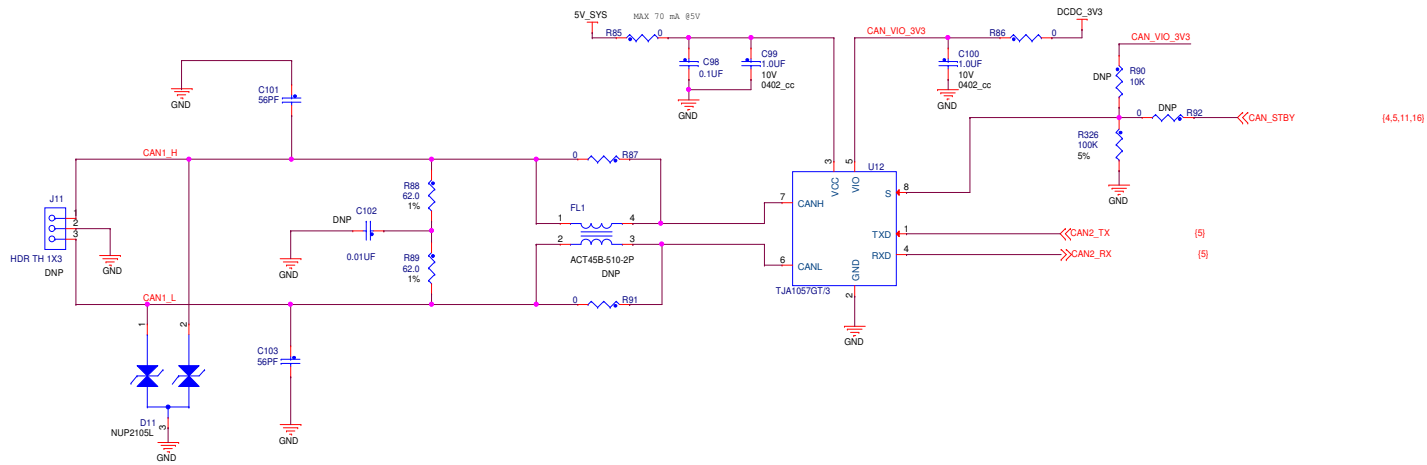 5V_SYS
MAX 70 mA @5V
DCDC_3V3
R85
0
CAN_VIO_3V3
R86
0
CAN_VIO_3V3
C98
0.1UF
C99
1.0UF
10V
0402_cc
C100
1.0UF
10V
0402_cc
DNP
R90
10K
GND
C101
56PF
GND
GND
DNP
0
R92
CAN_STBY
{4,5,11,16}
R326
100K
5%
CAN1_H
0
R87
3
5
U12
VCC
VIO
GND
R88
62.0
1%
S
8
J11
1
2
3
HDR TH 1X3
DNP
GND
C102
DNP
0.01UF
GND
FL1
1
4
2
3
ACT45B-510-2P
DNP
7
CANH
TXD
1
CAN2_TX
{5}
RXD
4
CAN2_RX
{5}
R89
62.0
1%
6
CANL
GND
TJA1057GT/3
2
CAN1_L
0
R91
GND
1
2
C103
56PF
D11
NUP2105L
3
GND
GND